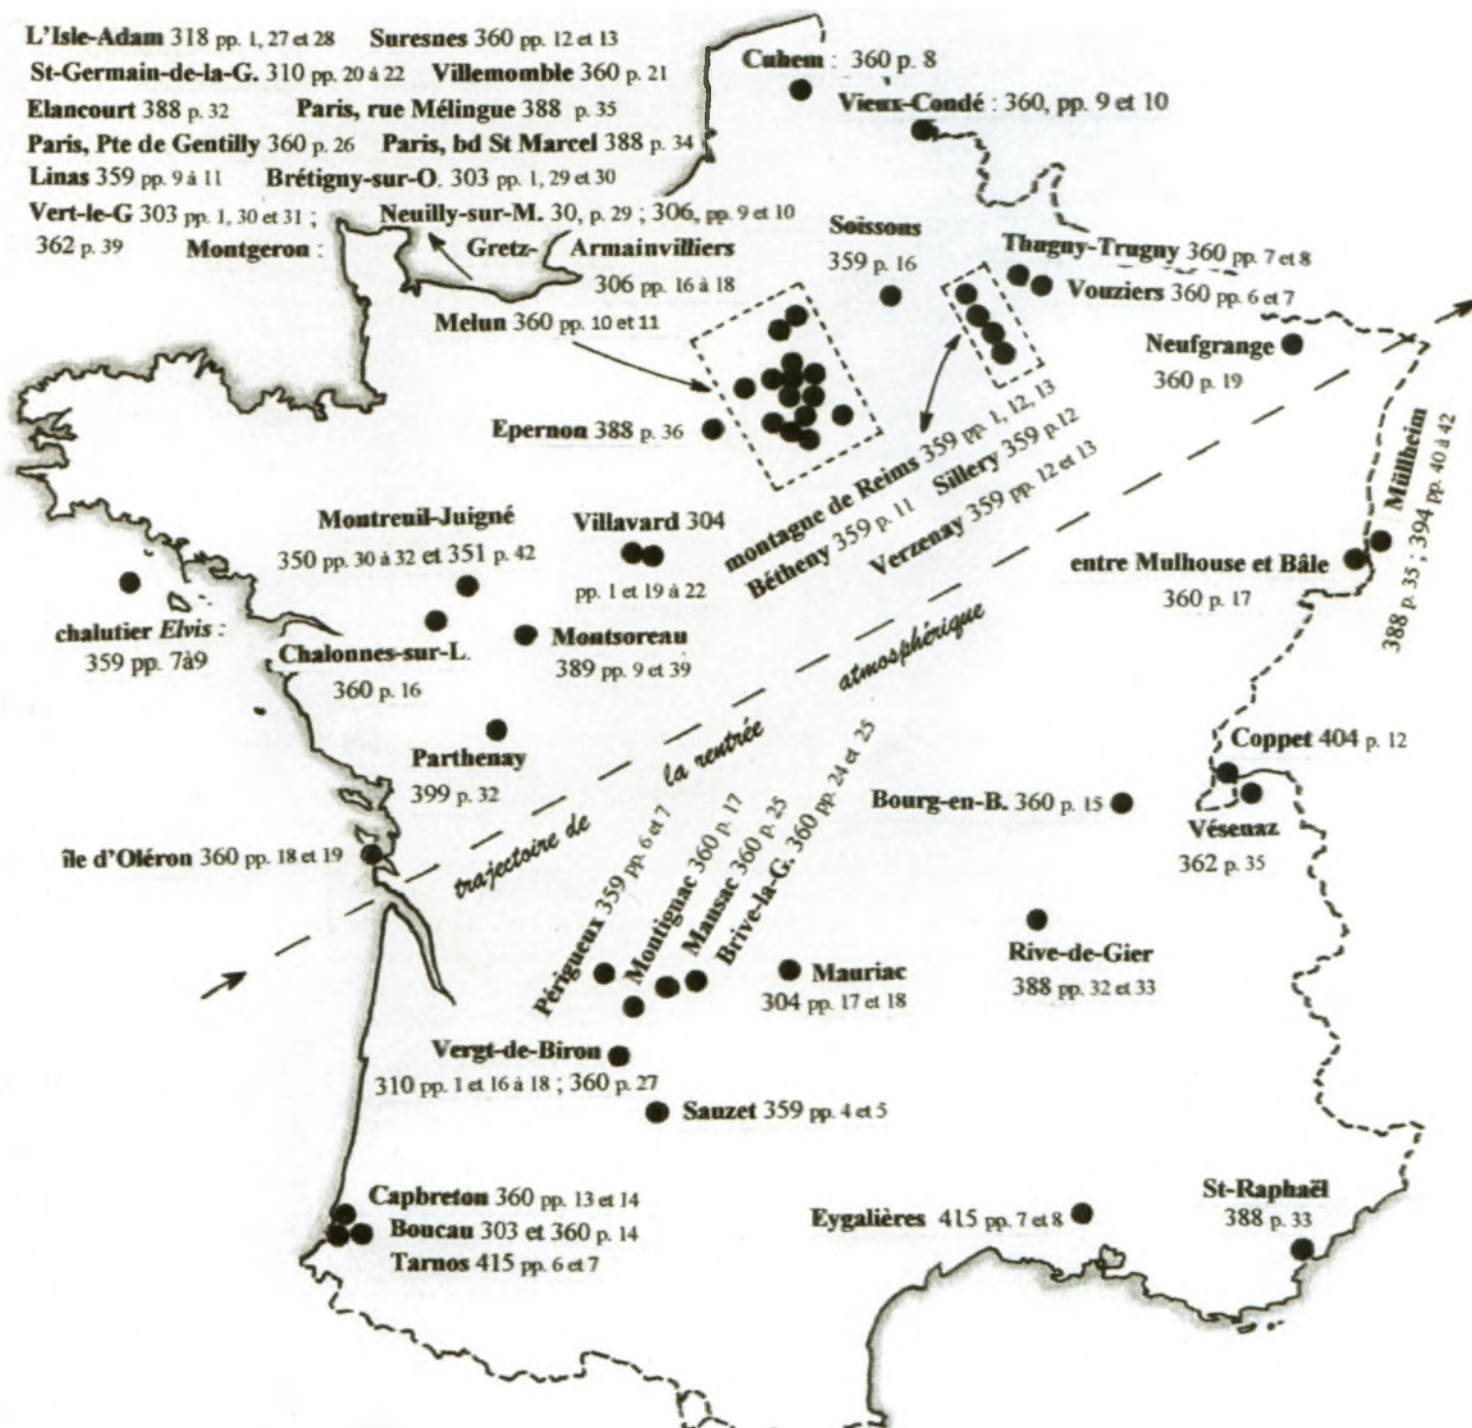 L'Isle-Adam 318 pp. 1, 27 et 28 Suresnes 360 pp. 12 et 13
St-Germain-de-la-G. 310 pp. 20 à 22 Villemomble 360 p. 21
Elancourt 388 p. 32 Paris, rue Mélingue 388 p. 35
Paris, Pte de Gentilly 360 p. 26 Paris, bd St Marcel 388 p. 34
Linas 359 pp. 9 à 11 Brétigny-sur-O. 303 pp. 1, 29 et 30
Vert-le-G 303 pp. 1, 30 et 31 ; Neuilly-sur-M. 30, p. 29 ; 306, pp. 9 et 10
362 p. 39 Montgeron : Gretz- Armainvilliers
306 pp. 16 à 18
Melun 360 pp. 10 et 11
Cuhem : 360 p. 8
Vieux-Condé : 360, pp. 9 et 10
Soissons
359 p. 16
Thugny-Trugny 360 pp. 7 et 8
Vouziers 360 pp. 6 et 7
Neufgrange
360 p. 19
Epernon 388 p. 36
montagne de Reims 359 pp. 1, 12, 13
Bétheny 359 p. 11 Sillery 359 p.12
Verzenay 359 pp. 12 et 13
Müllheim
388 p. 35 ; 394 pp. 40 à 42
Montreuil-Juigné
350 pp. 30 à 32 et 351 p. 42
Villavard 304
pp. 1 et 19 à 22
entre Mulhouse et Bâle
360 p. 17
chalutier Elvis :
359 pp. 7à9
Chalonnes-sur-L.
360 p. 16
Montsoreau
389 pp. 9 et 39
Parthenay
399 p. 32
trajectoire de la rentrée atmosphérique
Coppet 404 p. 12
Bourg-en-B. 360 p. 15
Vésenaz
362 p. 35
île d'Oléron 360 pp. 18 et 19
Périgueux 359 pp. 6 et 7
Montignac 360 p. 17
Mausac 360 p. 25
Brive-la-G. 360 pp. 24 et 25
Mauriac
304 pp. 17 et 18
Rive-de-Gier
388 pp. 32 et 33
Vergt-de-Biron
310 pp. 1 et 16 à 18 ; 360 p. 27
Sauzet 359 pp. 4 et 5
Capbreton 360 pp. 13 et 14
Boucau 303 et 360 p. 14
Tarnos 415 pp. 6 et 7
Eygalières 415 pp. 7 et 8
St-Raphaël
388 p. 33